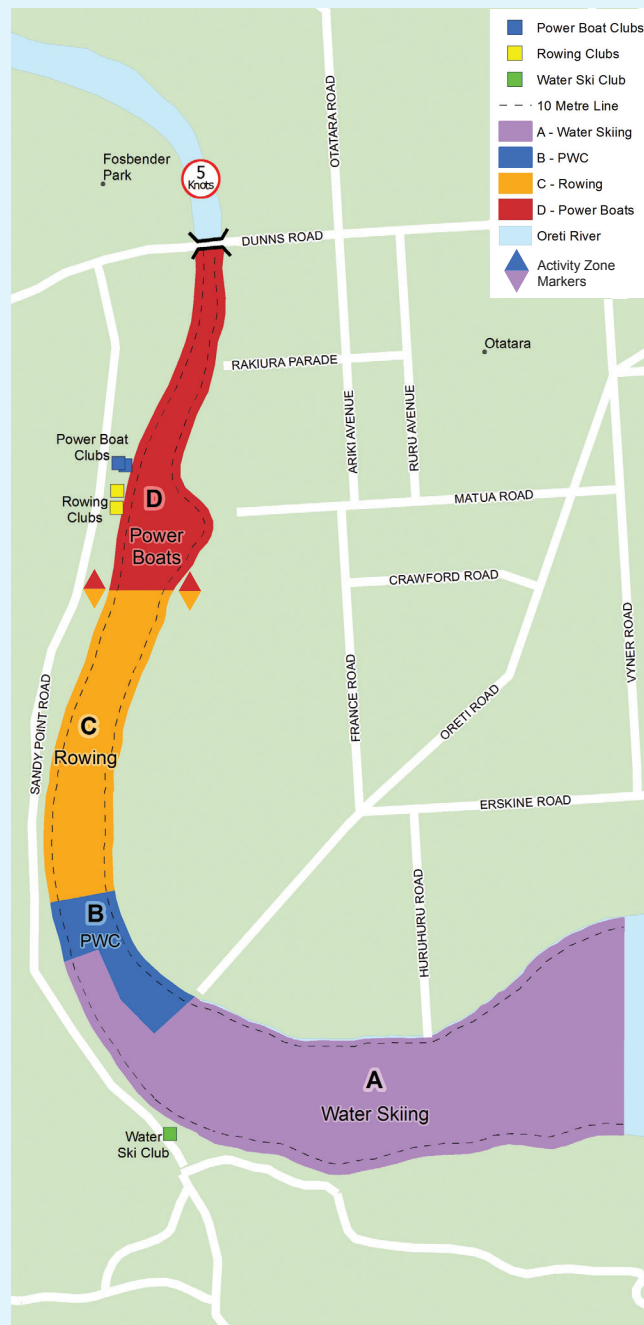 Power Boat Clubs
Rowing Clubs
Water Ski Club
10 Metre Line
A - Water Skiing
B - PWC
C - Rowing
D - Power Boats
Oreti River
Activity Zone
Markers
OTATARA ROAD
Fosbender
Park
5
Knots
DUNNS ROAD
Otatara
RAKIURA PARADE
ARIKI AVENUE
RURU AVENUE
Power Boat
Clubs
Rowing
Clubs
D
Power
Boats
MATUA ROAD
CRAWFORD ROAD
VYNER ROAD
SANDY POINT ROAD
FRANCE ROAD
ORETI ROAD
C
Rowing
ERSKINE ROAD
B
PWC
HURUHURU ROAD
A
Water Skiing
Water
Ski Club